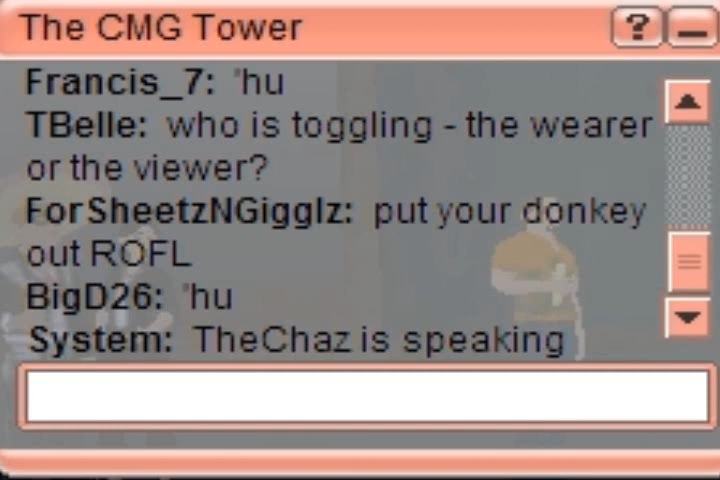 The CMG Tower
?
Francis_7: 'hu
TBelle: who is toggling - the wearer
or the viewer?
ForSheetzNGigglz: put your donkey
out ROFL
BigD26: 'hu
System: TheChaz is speaking